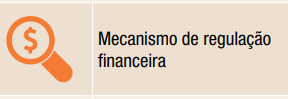 $
Mecanismo de regulação
financeira